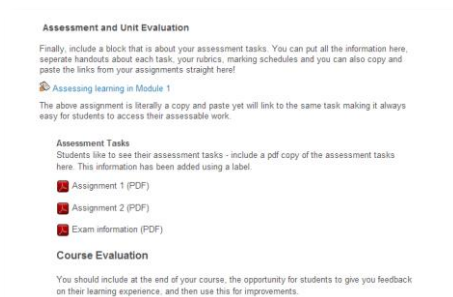 Assessment and Unit Evaluation
Finally, include a block that is about your assessment tasks. You can put all the information here,
seperate handouts about each task, your rubrics, marking schedules and you can also copy and
paste the links from your assignments straight here!
Assessing learning in Module 1
The above assignment is literally a copy and paste yet will link to the same task making it always
easy for students to access their assessable work.
Assessment Tasks
Students like to see their assessment tasks - include a pdf copy of the assessment tasks
here. This information has been added using a label.
Assignment 1 (PDF)
Assignment 2 (PDF)
Exam information (PDF)
Course Evaluation
You should include at the end of your course, the opportunity for students to give you feedback
on their learning experience, and then use this for improvements.